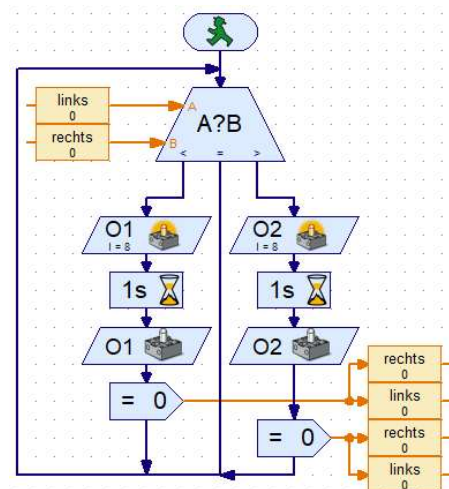 links
0
rechts
0
A
B
A?B
< = >
O1
I = 8
O2
I = 8
1s
1s
O1
O2
= 0
= 0
rechts
0
links
0
rechts
0
links
0